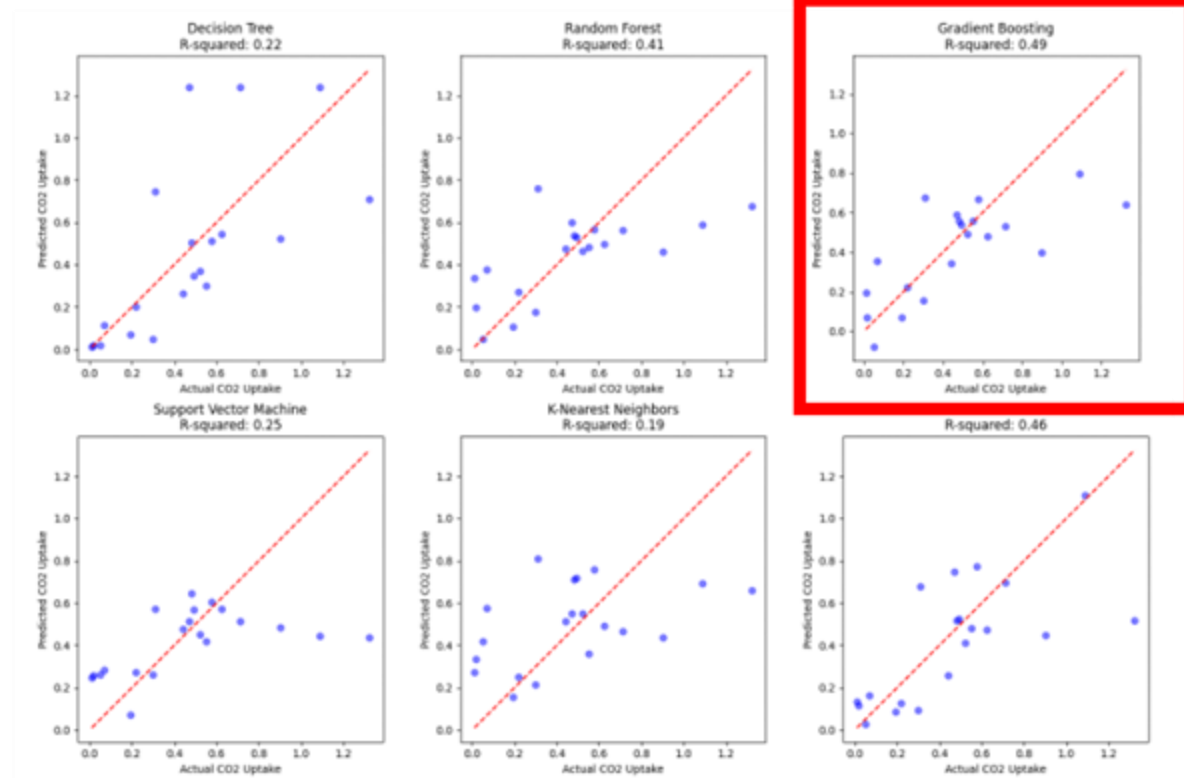 Decision Tree
R-squared: 0.22
Predicted CO2 Uptake
1.2
1.0
0.8
0.6
0.4
0.2
0.0
0.0 0.2 0.4 0.6 0.8 1.0 1.2
Actual CO2 Uptake
Random Forest
R-squared: 0.41
Predicted CO2 Uptake
1.2
1.0
0.8
0.6
0.4
0.2
0.0
0.0 0.2 0.4 0.6 0.8 1.0 1.2
Actual CO2 Uptake
Gradient Boosting
R-squared: 0.49
Predicted CO2 Uptake
1.2
1.0
0.8
0.6
0.4
0.2
0.0
0.0 0.2 0.4 0.6 0.8 1.0 1.2
Actual CO2 Uptake
Support Vector Machine
R-squared: 0.25
Predicted CO2 Uptake
1.2
1.0
0.8
0.6
0.4
0.2
0.0
0.0 0.2 0.4 0.6 0.8 1.0 1.2
Actual CO2 Uptake
K-Nearest Neighbors
R-squared: 0.19
Predicted CO2 Uptake
1.2
1.0
0.8
0.6
0.4
0.2
0.0
0.0 0.2 0.4 0.6 0.8 1.0 1.2
Actual CO2 Uptake
R-squared: 0.46
Predicted CO2 Uptake
1.2
1.0
0.8
0.6
0.4
0.2
0.0
0.0 0.2 0.4 0.6 0.8 1.0 1.2
Actual CO2 Uptake